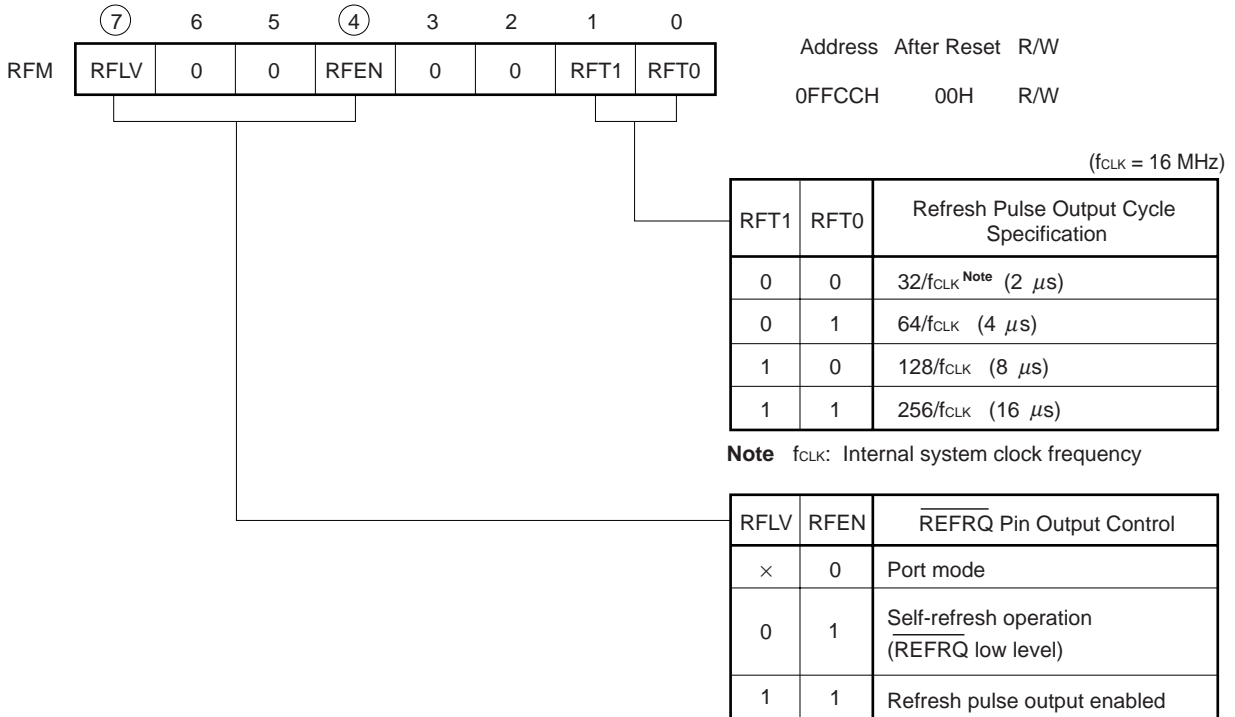 7 6 5 4 3 2 1 0
Address After Reset R/W
RFM RFLV 0 0 RFEN 0 0 RFT1 RFT0
0FFCCH 00H R/W
(fCLK = 16 MHz)
RFT1 RFT0 Refresh Pulse Output Cycle
Specification
0 0 32/fCLK Note (2 μs)
0 1 64/fCLK (4 μs)
1 0 128/fCLK (8 μs)
1 1 256/fCLK (16 μs)
Note fCLK: Internal system clock frequency
RFLV RFEN REFRQ Pin Output Control
× 0 Port mode
0 1 Self-refresh operation
(REFRQ low level)
1 1 Refresh pulse output enabled